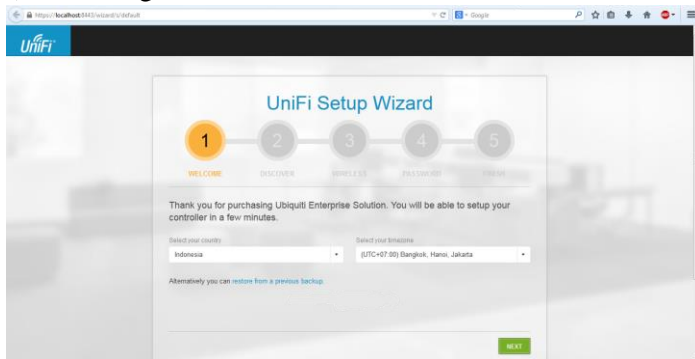 https://localhost:8443/wizard/s/default
Google
UniFi
UniFi Setup Wizard
1
2
3
4
5
WELCOME
DISCOVER
WIRELESS
PASSWORD
FINISH
Thank you for purchasing Ubiquiti Enterprise Solution. You will be able to setup your
controller in a few minutes.
Select your country
Select your timezone
Indonesia
(UTC+07:00) Bangkok, Hanoi, Jakarta
Alternatively you can restore from a previous backup.
NEXT